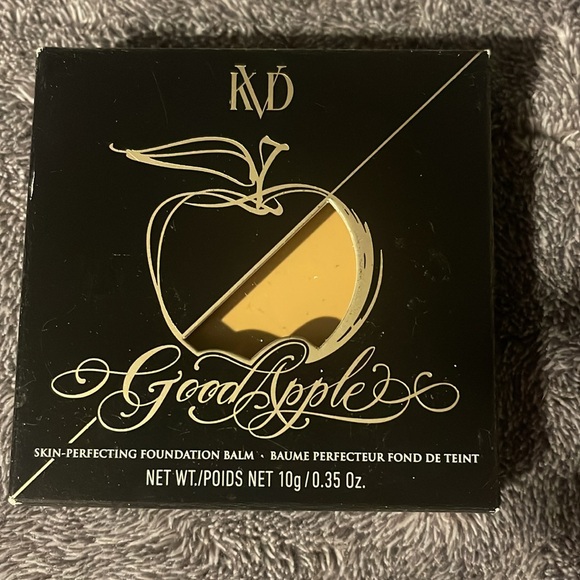 KVD
Good Apple
SKIN-PERFECTING FOUNDATION BALM • BAUME PERFECTEUR FOND DE TEINT
NET WT./POIDS NET 10g/0.35 Oz.